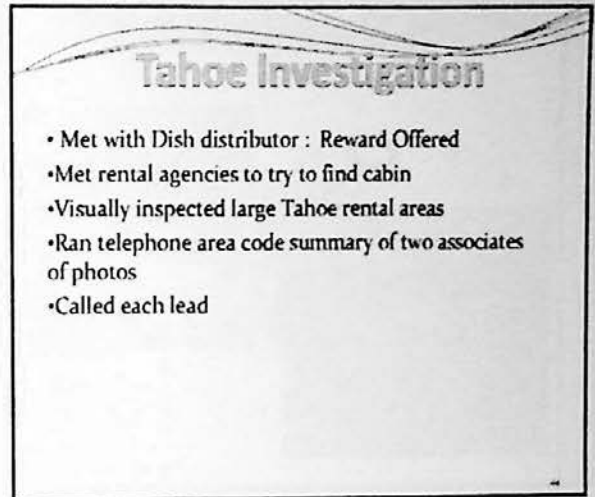 Tahoe Investigation
• Met with Dish distributor : Reward Offered
•Met rental agencies to try to find cabin
•Visually inspected large Tahoe rental areas
•Ran telephone area code summary of two associates
of photos
•Called each lead